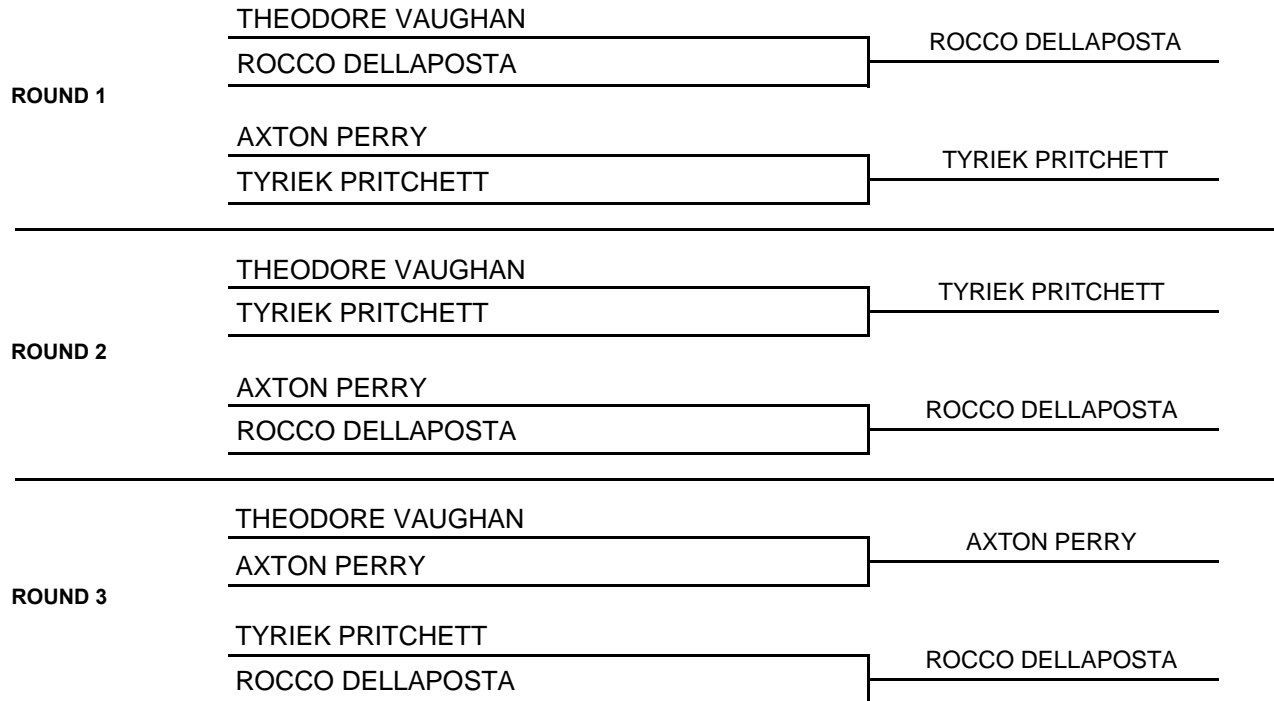 THEODORE VAUGHAN
ROCCO DELLAPOSTA
ROCCO DELLAPOSTA
ROUND 1
AXTON PERRY
TYRIEK PRITCHETT
TYRIEK PRITCHETT
THEODORE VAUGHAN
TYRIEK PRITCHETT
TYRIEK PRITCHETT
ROUND 2
AXTON PERRY
ROCCO DELLAPOSTA
ROCCO DELLAPOSTA
THEODORE VAUGHAN
AXTON PERRY
AXTON PERRY
ROUND 3
TYRIEK PRITCHETT
ROCCO DELLAPOSTA
ROCCO DELLAPOSTA